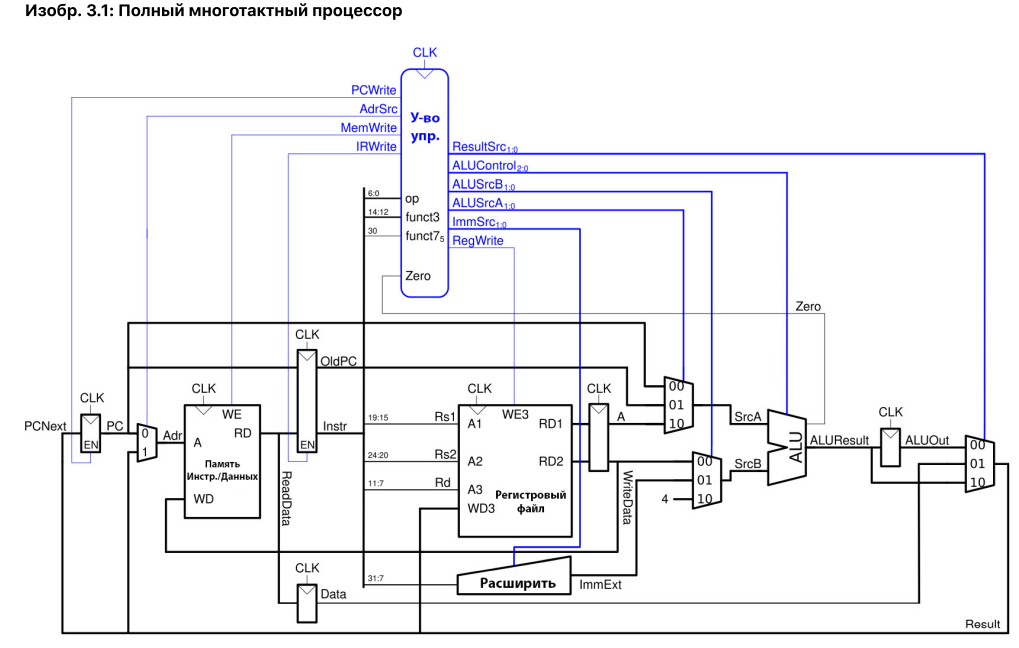 Изобр. 3.1: Полный многотактный процессор
CLK
PCWrite
AdrSrc
MemWrite
IRWrite
У-во
упр.
ResultSrc1:0
ALUControl2:0
ALUSrcB1:0
ALUSrcA1:0
ImmSrc1:0
RegWrite
6:0
op
14:12
funct3
30
funct75
Zero
Zero
CLK
OldPC
CLK
PCNext
EN
PC
0
1
Adr
CLK
WE
A
RD
Память
Инстр./Данных
WD
ReadData
EN
Instr
19:15
Rs1
24:20
Rs2
11:7
Rd
CLK
WE3
A1
RD1
A2
RD2
A3
WD3
Регистровый
файл
CLK
A
WriteData
00
01
10
SrcA
00
01
4
10
SrcB
ALU
ALUResult
CLK
ALUOut
00
01
10
31:7
Расширить
ImmExt
CLK
Data
Result